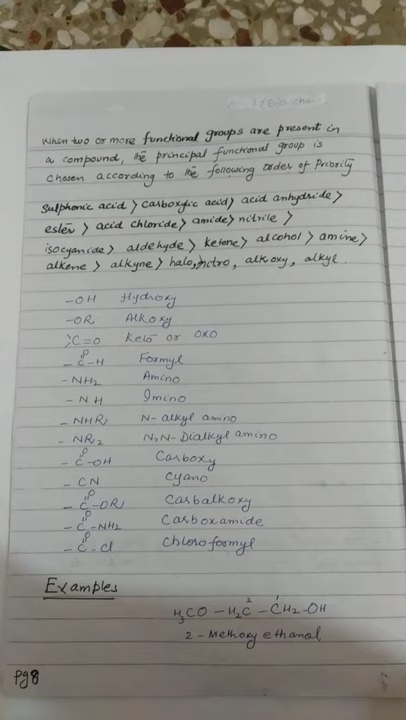 When two or more functional groups are present in
a compound, the principal functional group is
chosen according to the following order of Priority
Sulphonic acid > carboxylic acid > acid anhydride >
ester > acid chloride > amide > nitrile >
isocyanide > aldehyde > ketone > alcohol > amine >
alkene > alkyne > halo, nitro, alkoxy, alkyl.
-OH Hydroxy
-OR Alkoxy
>C=O Keto or oxo
O
-C-H Formyl
-NH2 Amino
-NH Imino
-NHR N-alkyl amino
-NR2 N,N-Dialkyl amino
O
-C-OH Carboxy
-CN Cyano
O
-C-OR Carbalkoxy
O
-C-NH2 Carboxamide
O
-C-Cl Chloroformyl
Examples
2 1
H3CO-H2C-CH2-OH
2-Methoxy ethanol
Pg8